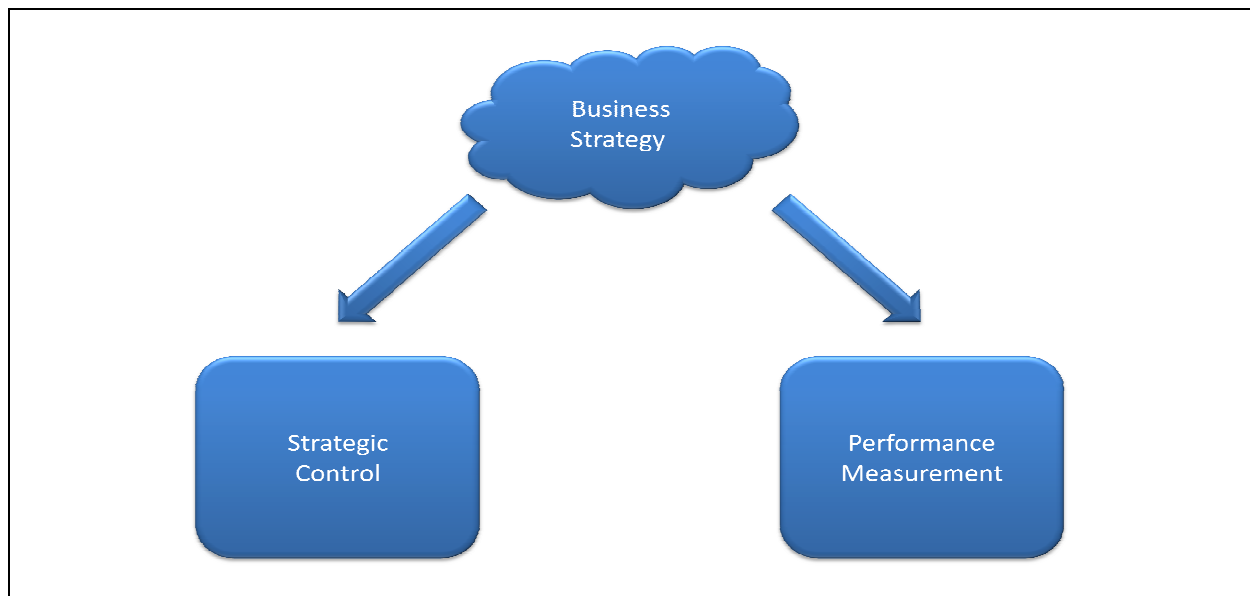 Business
Strategy
Strategic
Control
Performance
Measurement